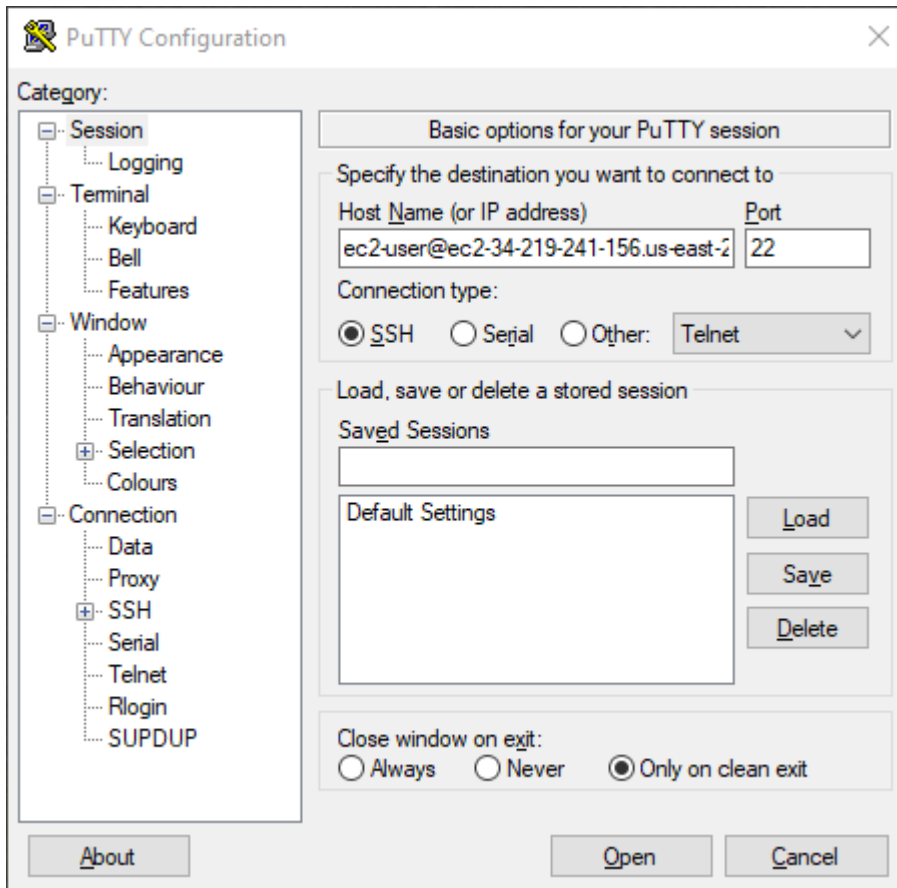 PuTTY Configuration
Category:
Session
Logging
Terminal
Keyboard
Bell
Features
Window
Appearance
Behaviour
Translation
Selection
Colours
Connection
Data
Proxy
SSH
Serial
Telnet
Rlogin
SUPDUP
Basic options for your PuTTY session
Specify the destination you want to connect to
Host Name (or IP address) Port
ec2-user@ec2-34-219-241-156.us-east-2 22
Connection type:
SSH Serial Other: Telnet
Load, save or delete a stored session
Saved Sessions
Default Settings
Load
Save
Delete
Close window on exit:
Always Never Only on clean exit
About Open Cancel